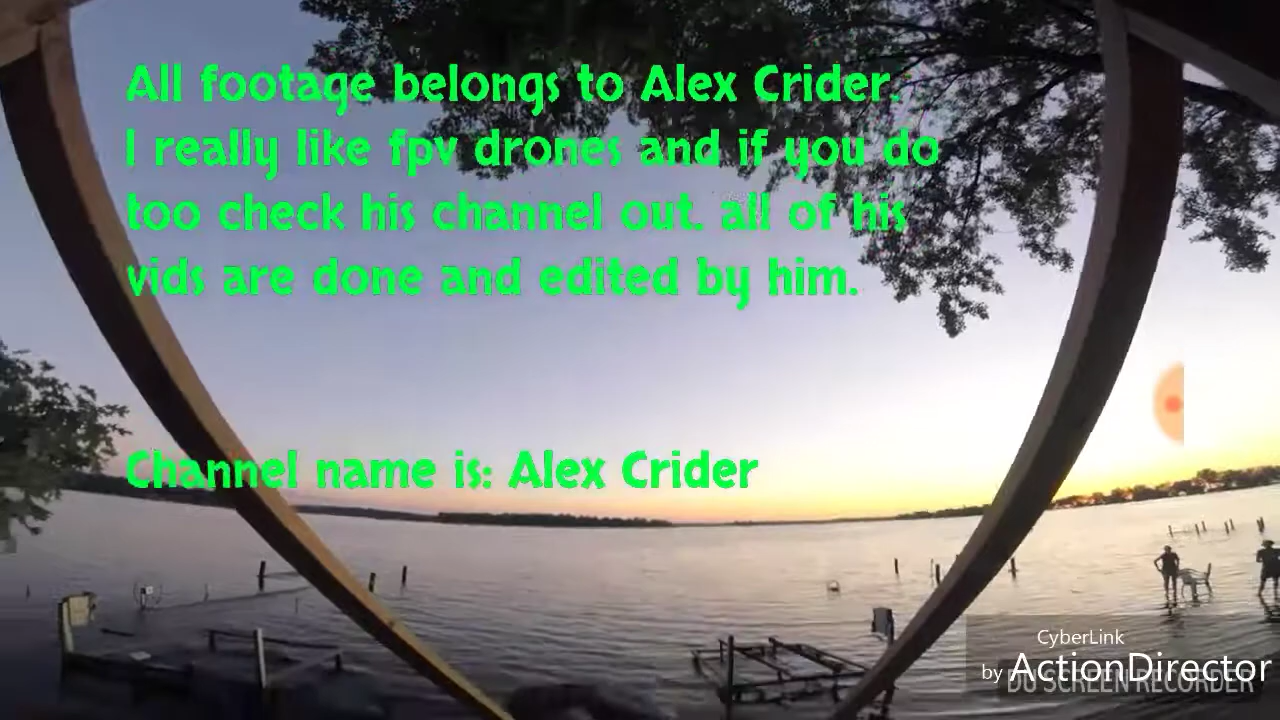 All footage belongs to Alex Crider.
I really like fpv drones and if you do
too check his channel out. all of his
vids are done and edited by him.
Channel name is: Alex Crider
CyberLink
by ActionDirector
DU SCREEN RECORDER